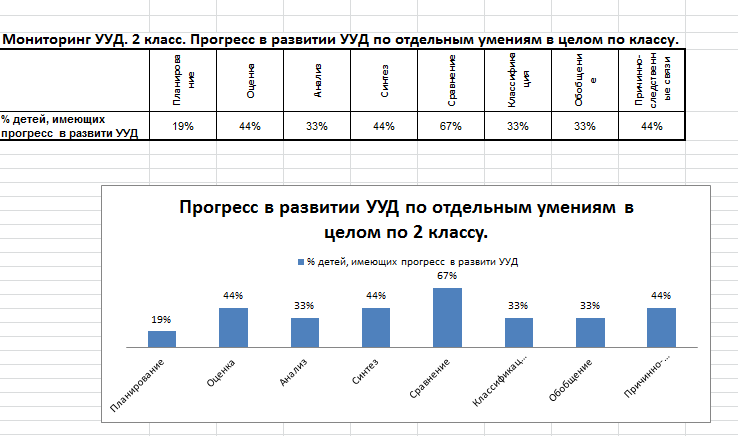 Мониторинг УУД. 2 класс. Прогресс в развитии УУД по отдельным умениям в целом по классу.
Планирова
ние
Оценка
Анализ
Синтез
Сравнение
Классифика
ция
Обобщени
е
Причинно-
следственн
ые связи
% детей, имеющих
прогресс в развити УУД
19%
44%
33%
44%
67%
33%
33%
44%
Прогресс в развитии УУД по отдельным умениям в
целом по 2 классу.
% детей, имеющих прогресс в развити УУД
19%
44%
33%
44%
67%
33%
33%
44%
Планирование
Оценка
Анализ
Синтез
Сравнение
Классификац...
Обобщение
Причинно-...